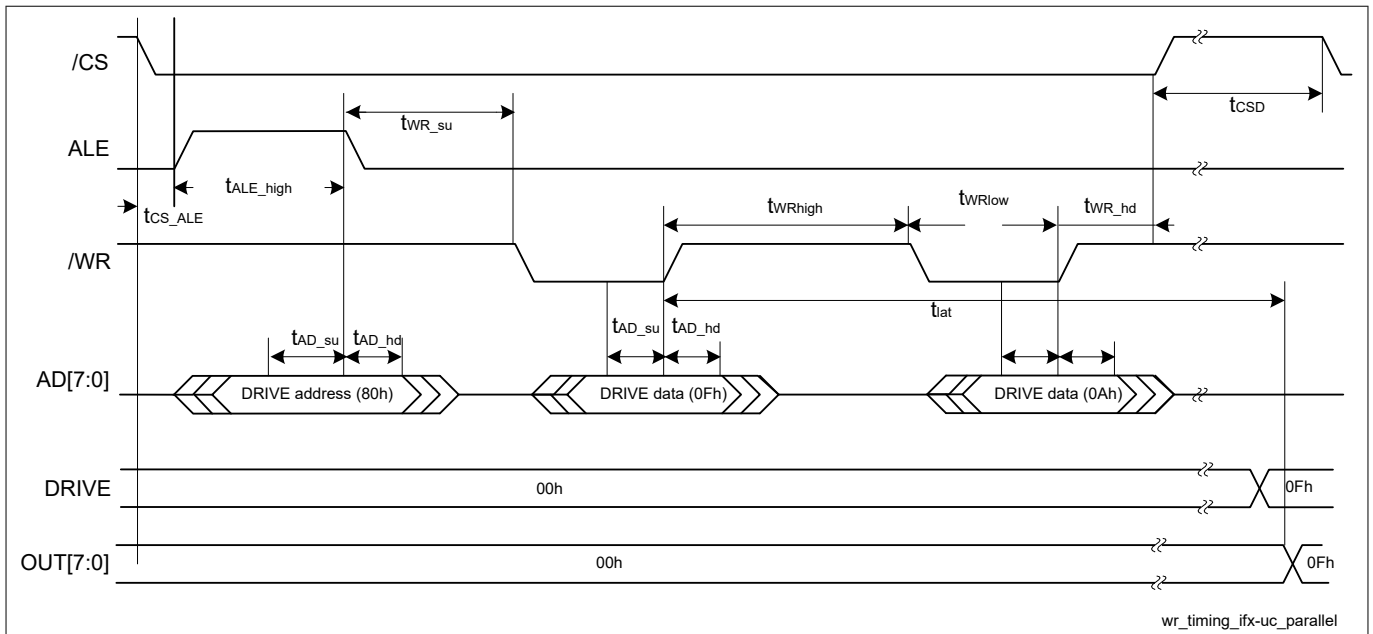 /CS
tCSD
tWR_su
ALE
tALE_high
tCS_ALE
tWRhigh
tWRlow
tWR_hd
/WR
tlat
tAD_su
tAD_hd
tAD_su
tAD_hd
AD[7:0]
DRIVE address (80h)
DRIVE data (0Fh)
DRIVE data (0Ah)
DRIVE
00h
0Fh
OUT[7:0]
00h
0Fh
wr_timing_ifx-uc_parallel